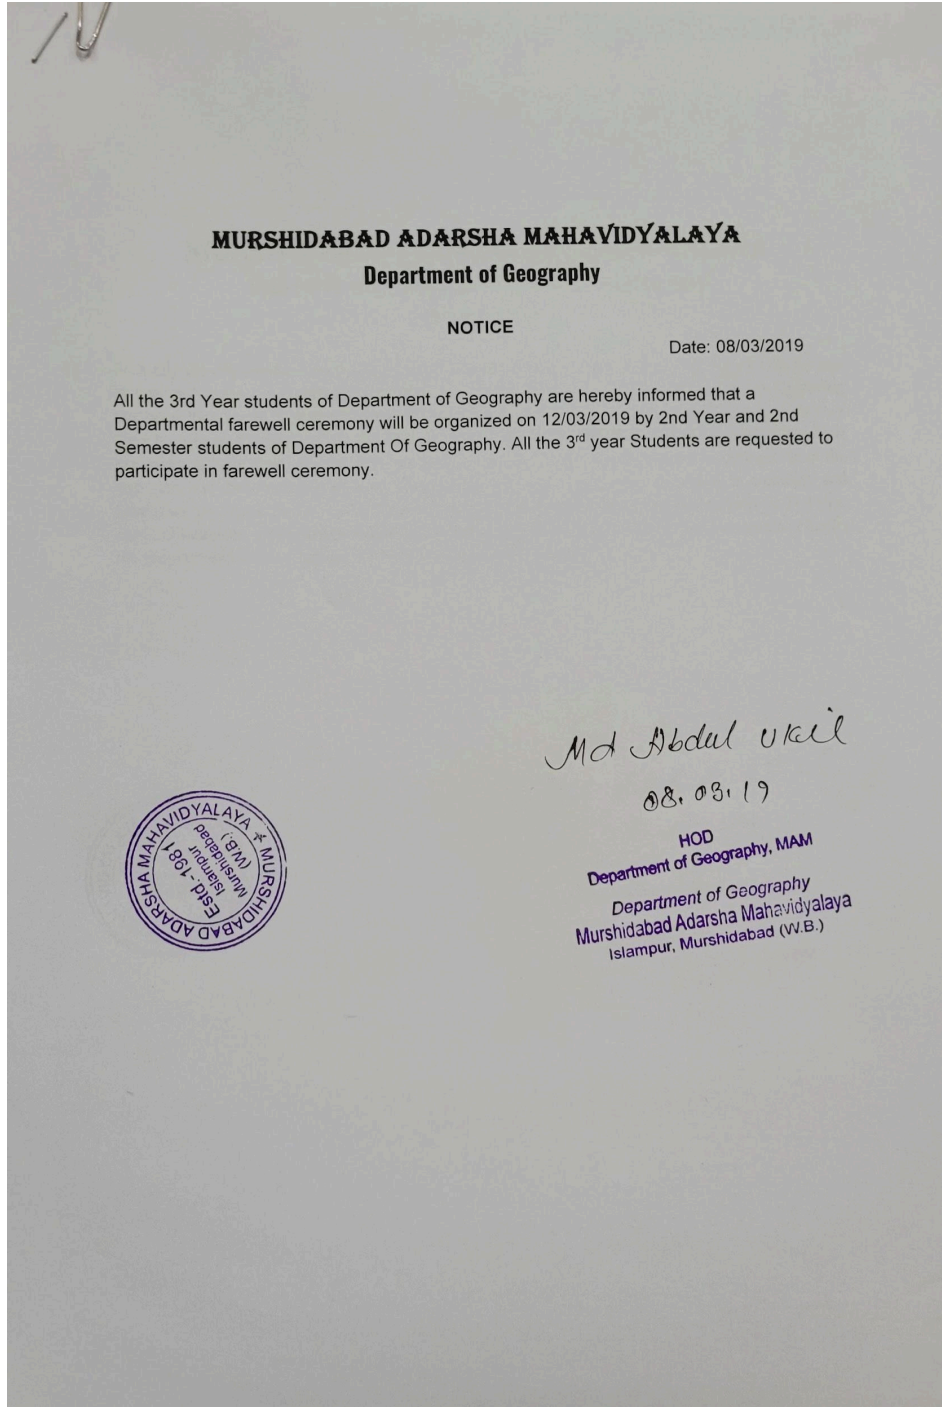 MURSHIDABAD ADARSHA MAHAVIDYALAYA
Department of Geography
NOTICE
Date: 08/03/2019
All the 3rd Year students of Department of Geography are hereby informed that a
Departmental farewell ceremony will be organized on 12/03/2019 by 2nd Year and 2nd
Semester students of Department Of Geography. All the 3rd year Students are requested to
participate in farewell ceremony.
Md Abdul Ukil
08.03.19
HOD
Department of Geography, MAM
Department of Geography
Murshidabad Adarsha Mahavidyalaya
Islampur, Murshidabad (W.B.)
MURSHIDABAD ADARSHA MAHAVIDYALAYA
Estd.-1981
Islampur
Murshidabad
(W.B.)